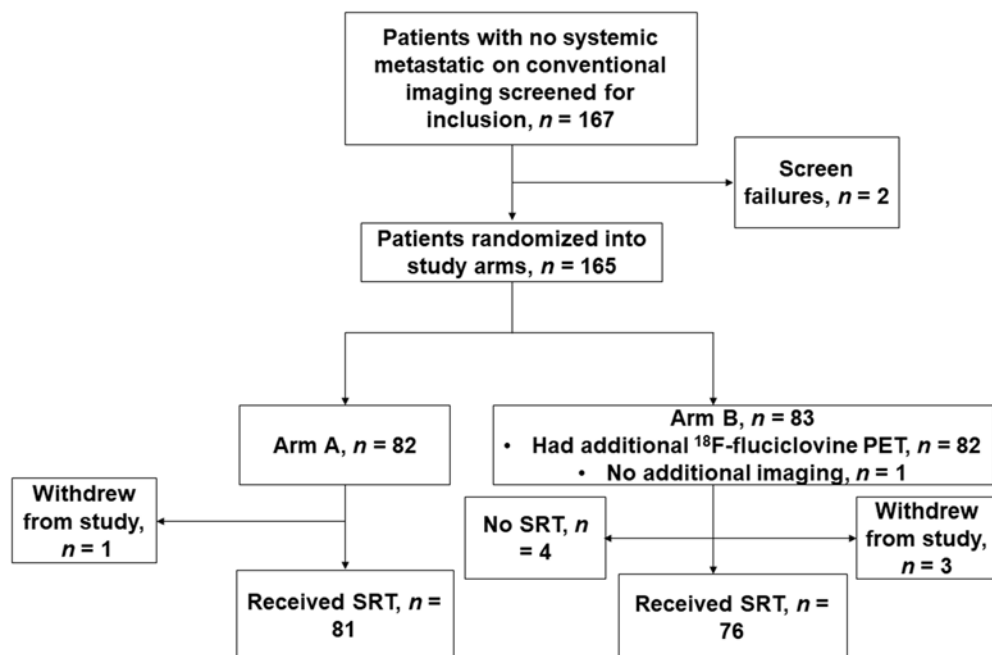 Patients with no systemic
metastatic on conventional
imaging screened for
inclusion, n = 167
Screen
failures, n = 2
Patients randomized into
study arms, n = 165
Arm A, n = 82
Arm B, n = 83
• Had additional ¹⁸F-fluciclovine PET, n = 82
• No additional imaging, n = 1
Withdrew
from study,
n = 1
No SRT, n
= 4
Withdrew
from study,
n = 3
Received SRT, n =
81
Received SRT, n =
76